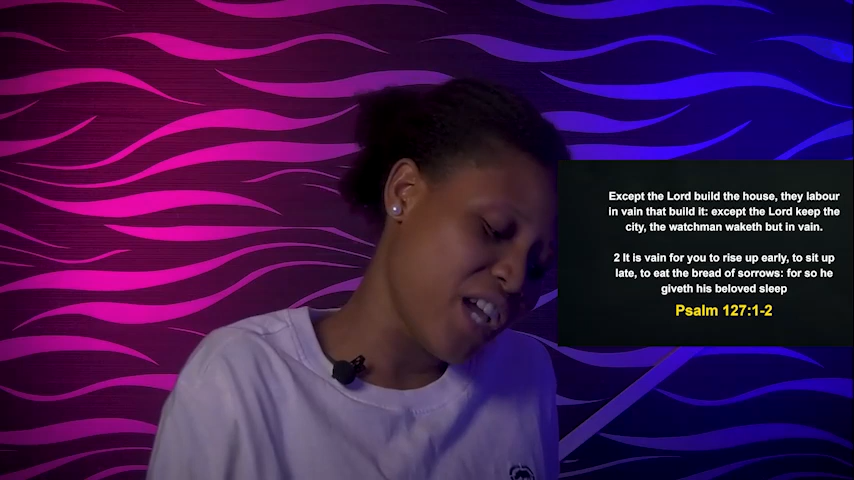 Except the Lord build the house, they labour
in vain that build it: except the Lord keep the
city, the watchman waketh but in vain.
2 It is vain for you to rise up early, to sit up
late, to eat the bread of sorrows: for so he
giveth his beloved sleep
Psalm 127:1-2